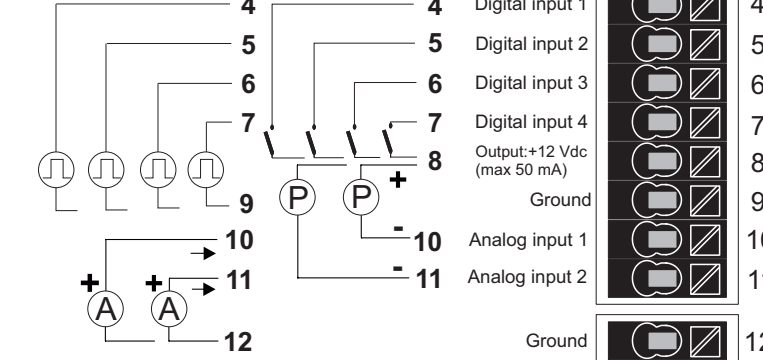 4 4 Digital input 1 4
5 5 Digital input 2 5
6 6 Digital input 3 6
7 7 Digital input 4 7
8 Output:+12 Vdc 8
(max 50 mA)
P P +
9 Ground 9
10 - 10 Analog input 1 10
+ + 11 - 11 Analog input 2 11
A A
12 Ground 12